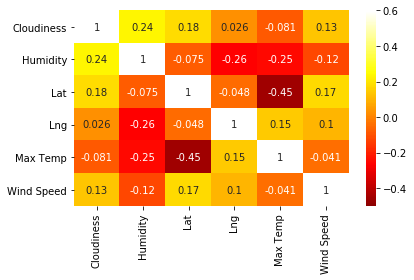 Cloudiness 1 0.24 0.18 0.026 -0.081 0.13
Humidity 0.24 1 -0.075 -0.26 -0.25 -0.12
Lat 0.18 -0.075 1 -0.048 -0.45 0.17
Lng 0.026 -0.26 -0.048 1 0.15 0.1
Max Temp -0.081 -0.25 -0.45 0.15 1 -0.041
Wind Speed 0.13 -0.12 0.17 0.1 -0.041 1
Cloudiness
Humidity
Lat
Lng
Max Temp
Wind Speed
0.6
0.4
0.2
0.0
−0.2
−0.4